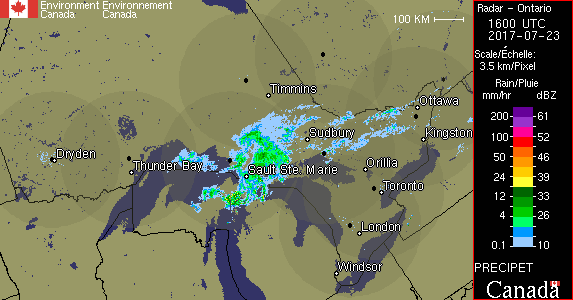 Environment Environnement
Canada Canada
100 KM
Radar - Ontario
1600 UTC
2017-07-23
Scale/Échelle:
3.5 km/Pixel
Rain/Pluie
mm/hr dBZ
200 61
100 52
50 46
24 39
12 33
4 26
0.1 10
PRECIPET
Canada
Timmins
Ottawa
Sudbury
Kingston
Dryden
Thunder Bay
Sault Ste. Marie
Orillia
Toronto
London
Windsor